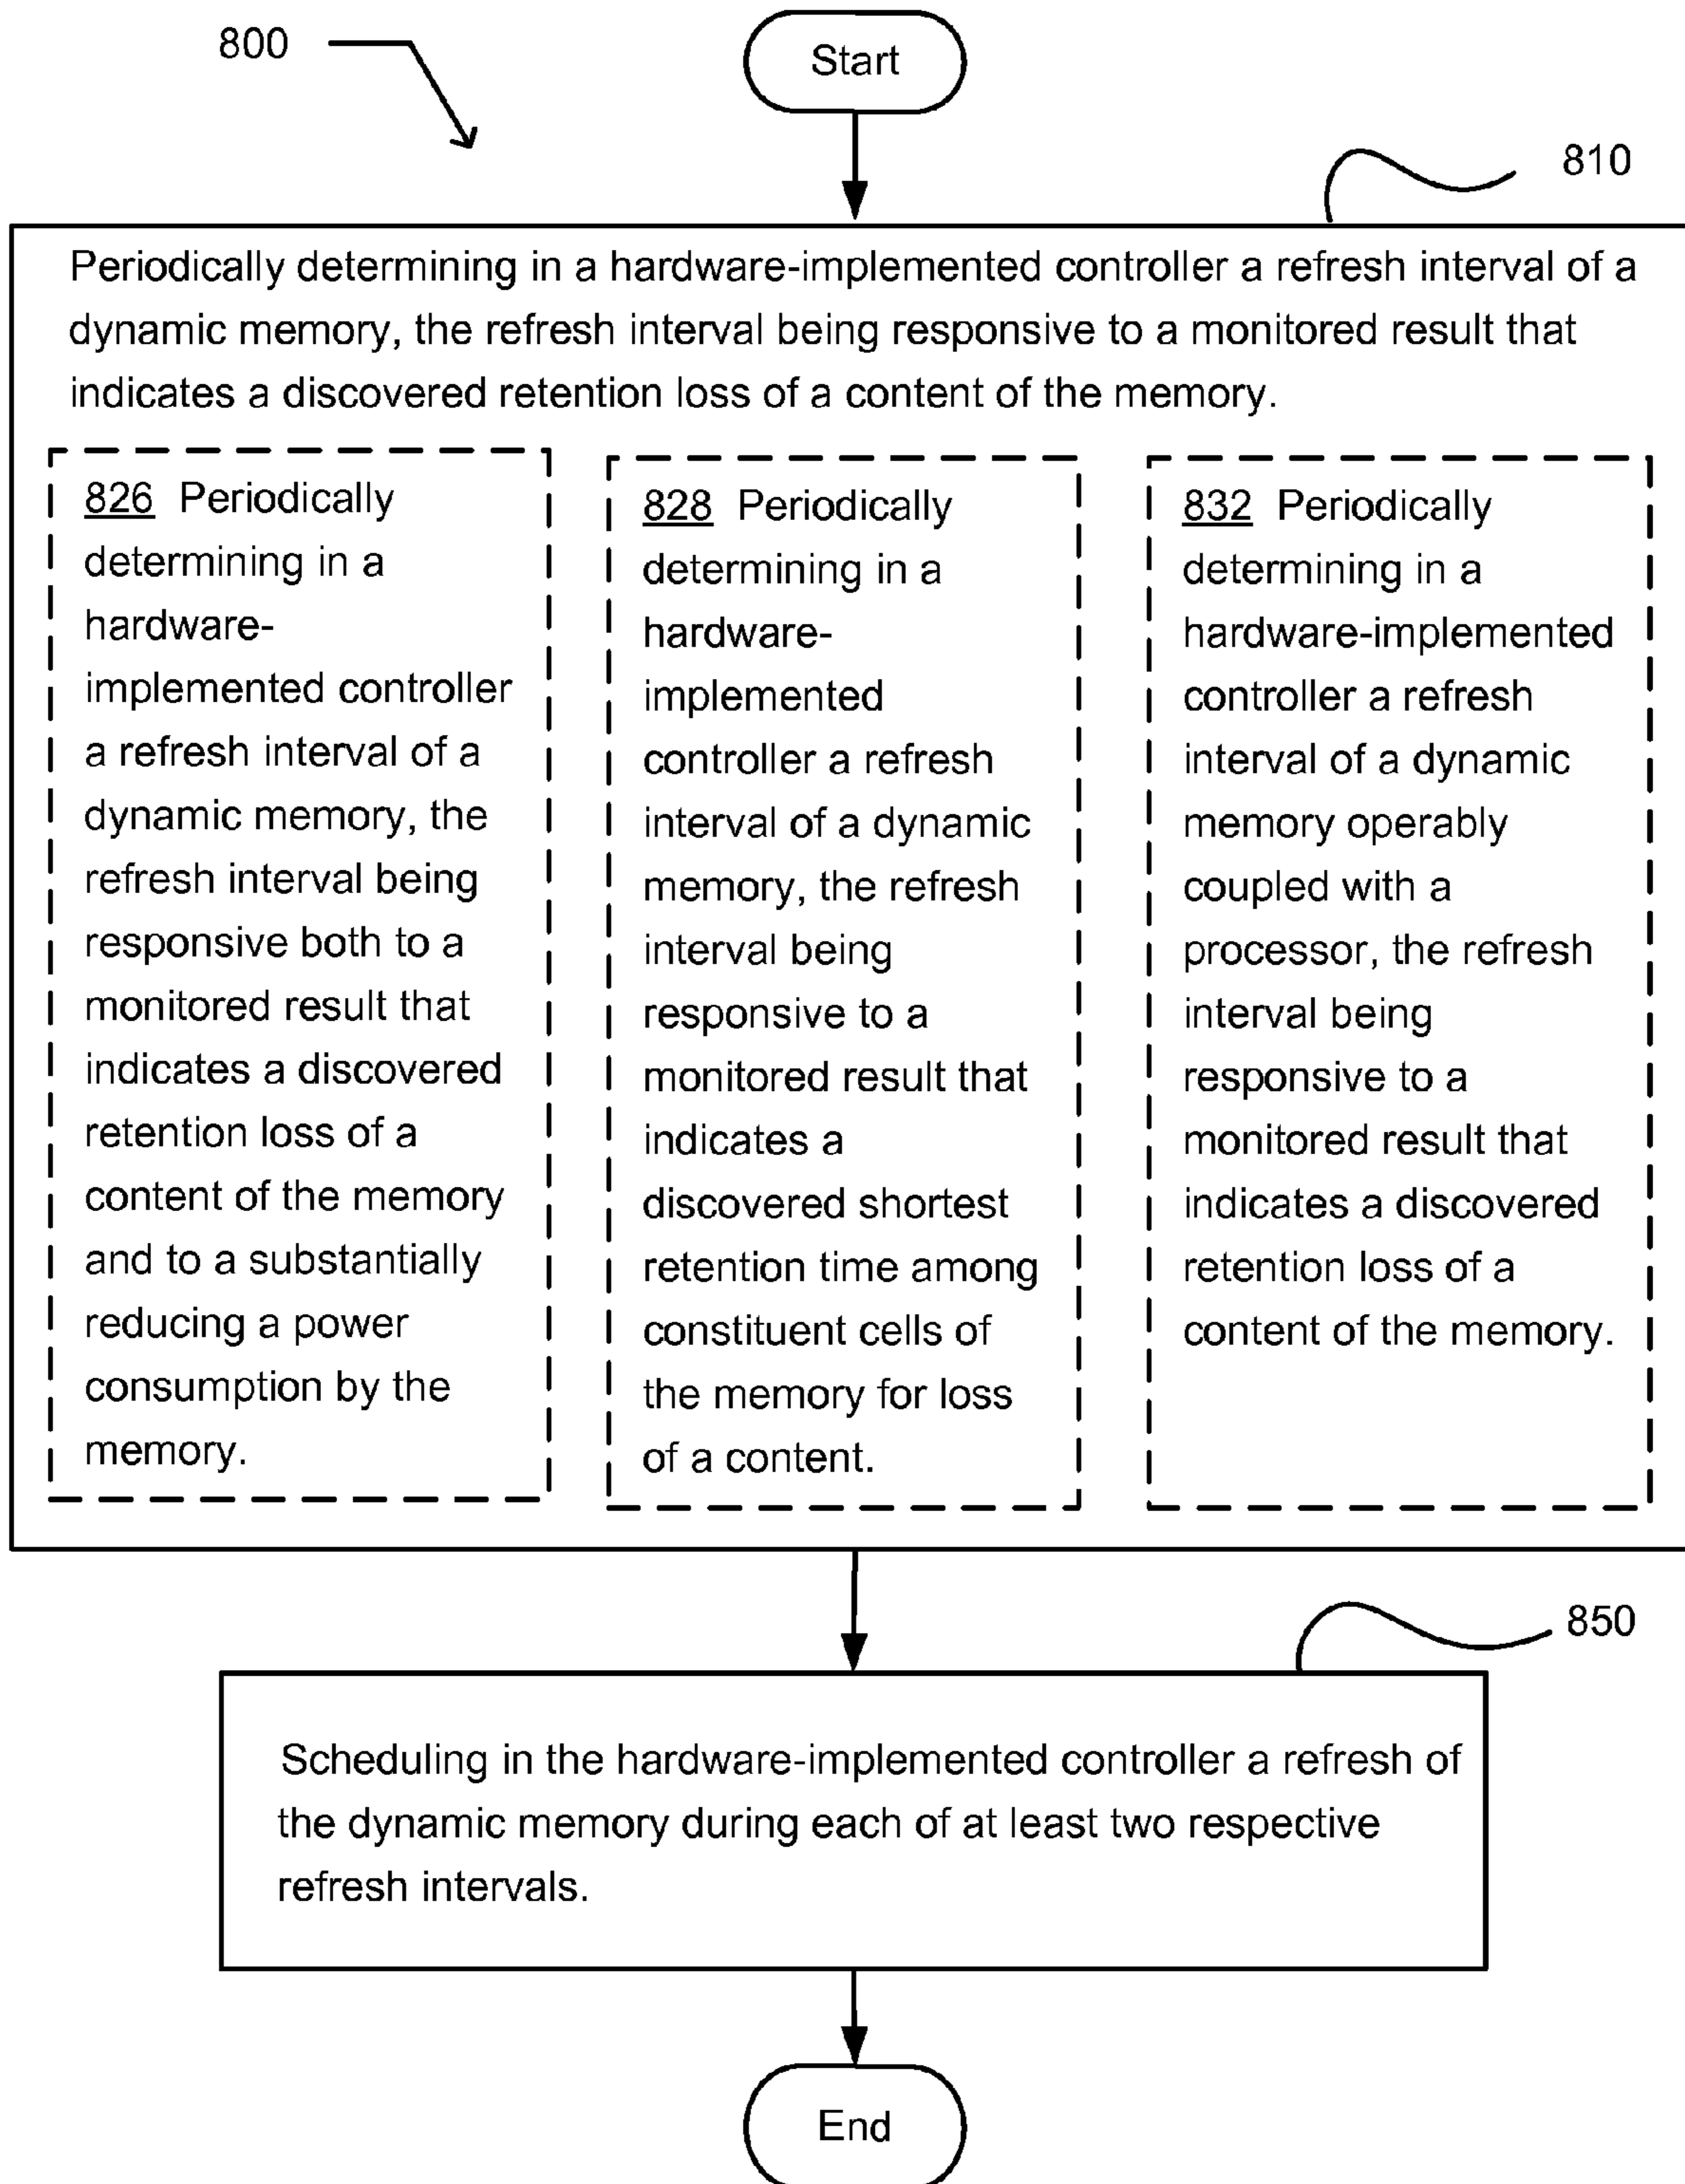 800
Start
810
Periodically determining in a hardware-implemented controller a refresh interval of a
dynamic memory, the refresh interval being responsive to a monitored result that
indicates a discovered retention loss of a content of the memory.
826 Periodically
determining in a
hardware-
implemented controller
a refresh interval of a
dynamic memory, the
refresh interval being
responsive both to a
monitored result that
indicates a discovered
retention loss of a
content of the memory
and to a substantially
reducing a power
consumption by the
memory.
828 Periodically
determining in a
hardware-
implemented
controller a refresh
interval of a dynamic
memory, the refresh
interval being
responsive to a
monitored result that
indicates a
discovered shortest
retention time among
constituent cells of
the memory for loss
of a content.
832 Periodically
determining in a
hardware-implemented
controller a refresh
interval of a dynamic
memory operably
coupled with a
processor, the refresh
interval being
responsive to a
monitored result that
indicates a discovered
retention loss of a
content of the memory.
850
Scheduling in the hardware-implemented controller a refresh of
the dynamic memory during each of at least two respective
refresh intervals.
End